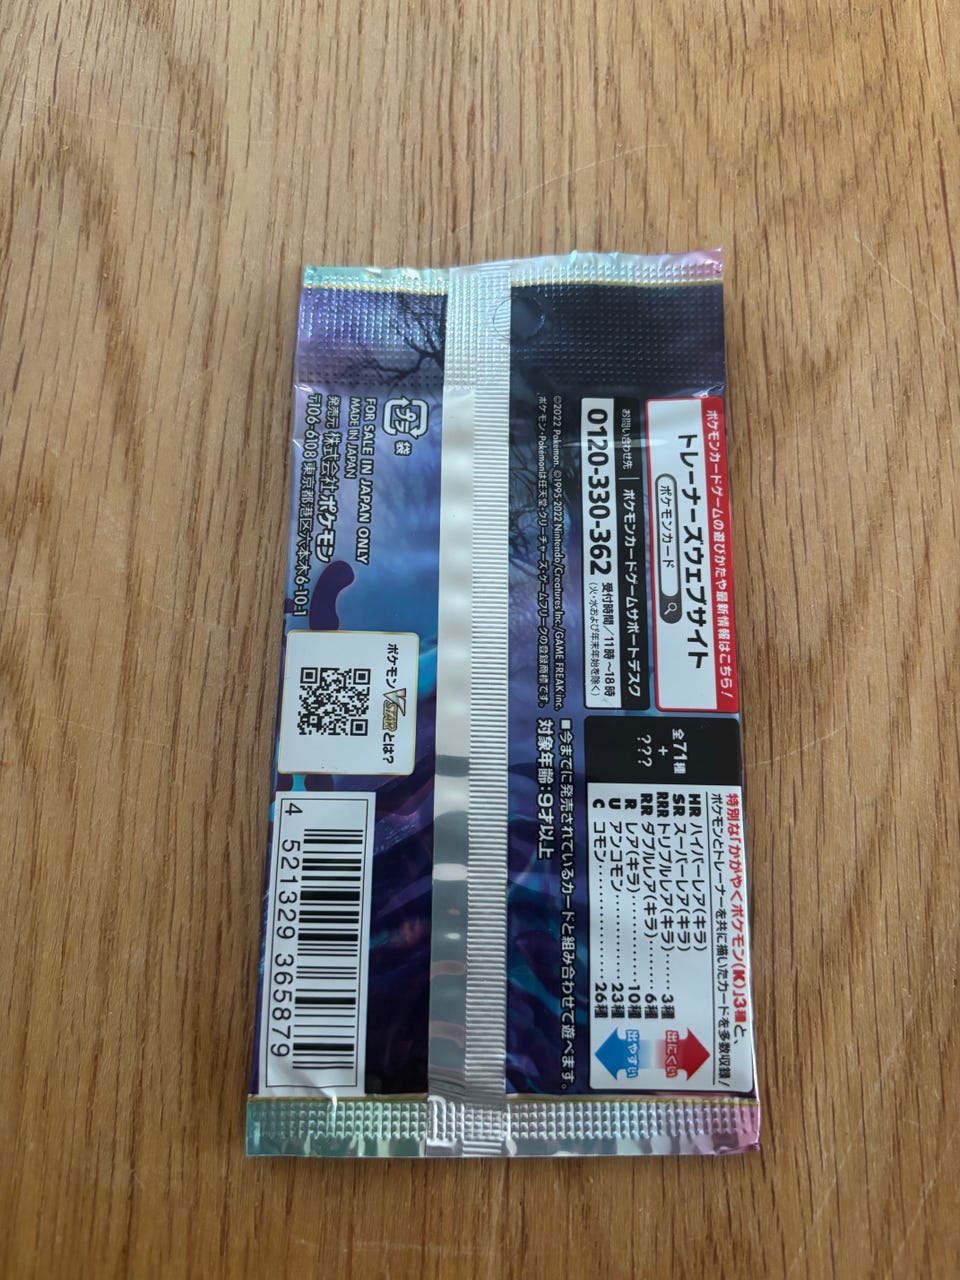 ポケモンカードゲームの遊びかたや最新情報はこちら!
トレーナーズウェブサイト
ポケモンカード
お問い合わせ先
ポケモンカードゲームサポートデスク
0120-330-362
受付時間/11時~18時
(火・水および年末年始を除く)
©2022 Pokémon. ©1995-2022 Nintendo/Creatures Inc./GAME FREAK inc.
ポケモン・Pokémonは任天堂・クリーチャーズ・ゲームフリークの登録商標です。
特別な「かがやくポケモン(K)」3種と、
ポケモンとトレーナーを共に描いたカードを多数収録!
全71種
+
???
HR ハイパーレア(キラ)
SR スーパーレア(キラ)
RRR トリプルレア(キラ)……3種
RR ダブルレア(キラ)……6種
R レア(キラ)…………10種
U アンコモン…………23種
C コモン………………26種
出にくい
出やすい
■今までに発売されているカードと組み合わせて遊べます。
対象年齢:9才以上
プラ
袋
FOR SALE IN JAPAN ONLY
MADE IN JAPAN
発売元 株式会社ポケモン
〒106-6108 東京都港区六本木6-10-1
ポケモンVSTARとは?
4 521329 365879